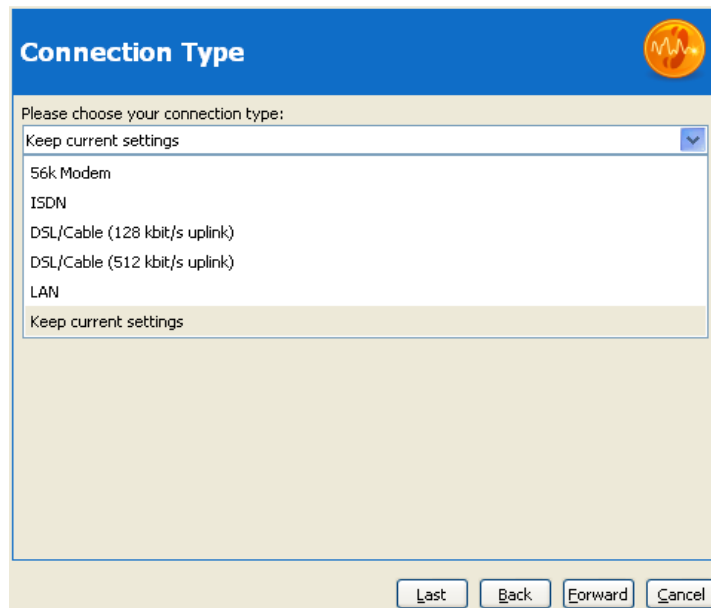 Connection Type
Please choose your connection type:
Keep current settings
56k Modem
ISDN
DSL/Cable (128 kbit/s uplink)
DSL/Cable (512 kbit/s uplink)
LAN
Keep current settings
Last Back Forward Cancel